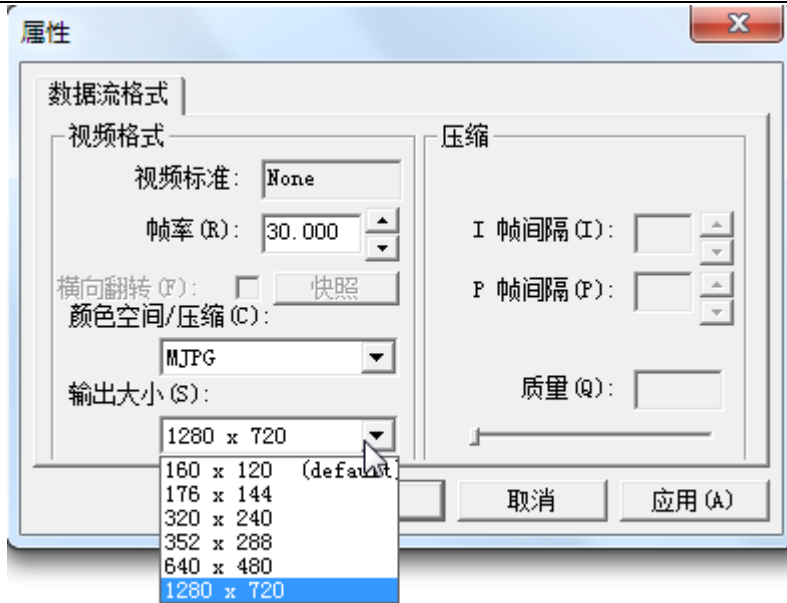 属性
数据流格式
视频格式
视频标准: None
帧率(R): 30.000
横向翻转(F): 快照
颜色空间/压缩(C):
MJPG
输出大小(S):
1280 x 720
160 x 120 (default)
176 x 144
320 x 240
352 x 288
640 x 480
1280 x 720
压缩
I 帧间隔(I):
P 帧间隔(P):
质量(Q):
取消
应用(A)